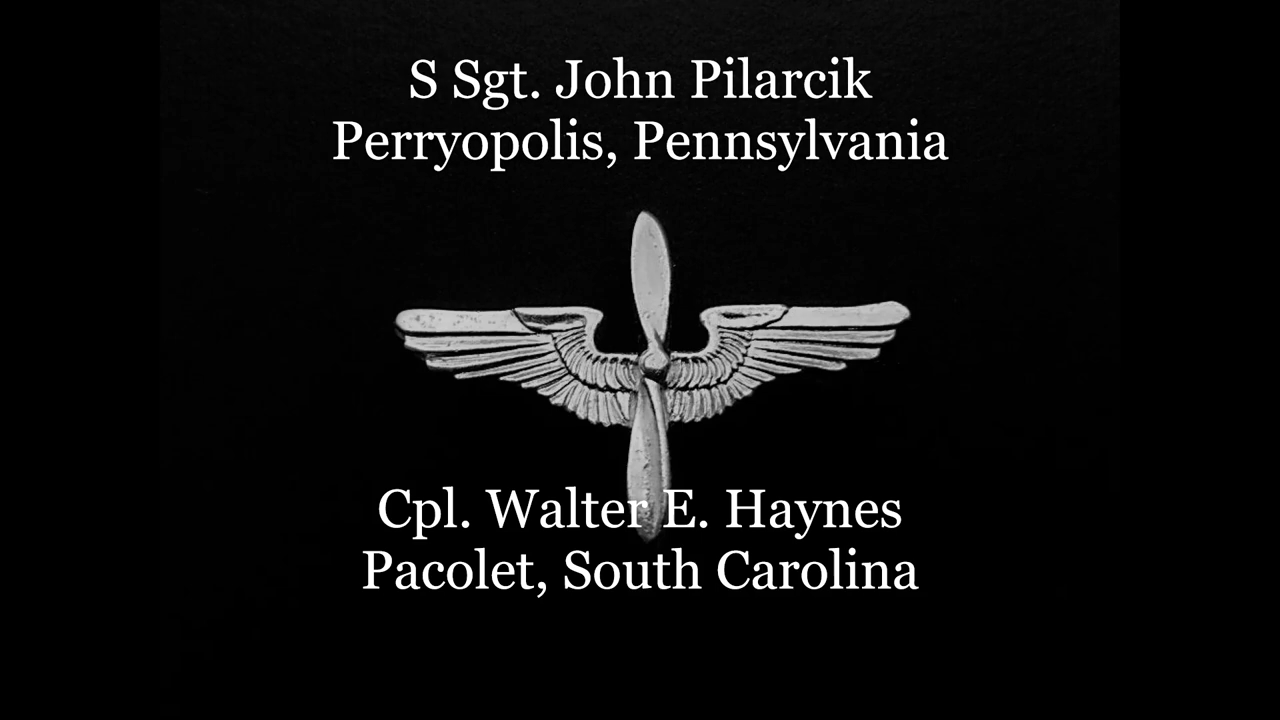 S Sgt. John Pilarcik
Perryopolis, Pennsylvania
Cpl. Walter E. Haynes
Pacolet, South Carolina